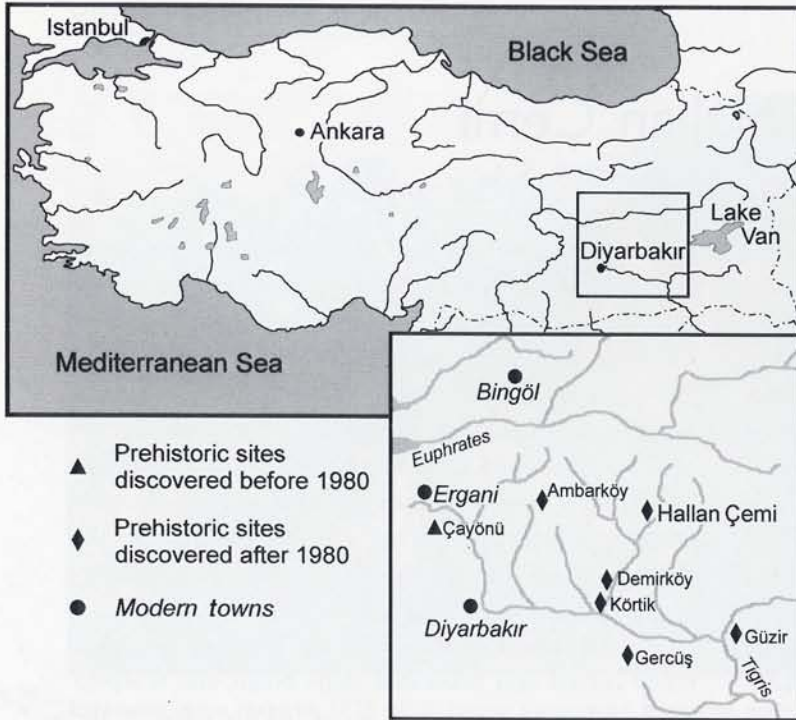 Istanbul
Black Sea
Ankara
Lake
Van
Diyarbakır
Mediterranean Sea
Prehistoric sites
discovered before 1980
Prehistoric sites
discovered after 1980
Modern towns
Bingöl
Euphrates
Ergani
Ambarköy
Hallan Çemi
Çayönü
Demirköy
Körtik
Diyarbakır
Güzir
Gercüş
Tigris